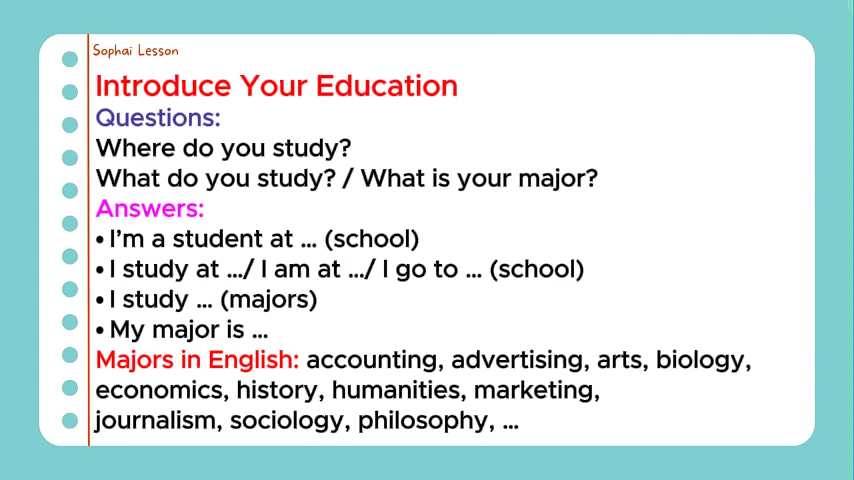 Sophai Lesson
Introduce Your Education
Questions:
Where do you study?
What do you study? / What is your major?
Answers:
• I’m a student at ... (school)
• I study at .../ I am at .../ I go to ... (school)
• I study ... (majors)
• My major is ...
Majors in English: accounting, advertising, arts, biology,
economics, history, humanities, marketing,
journalism, sociology, philosophy, ...